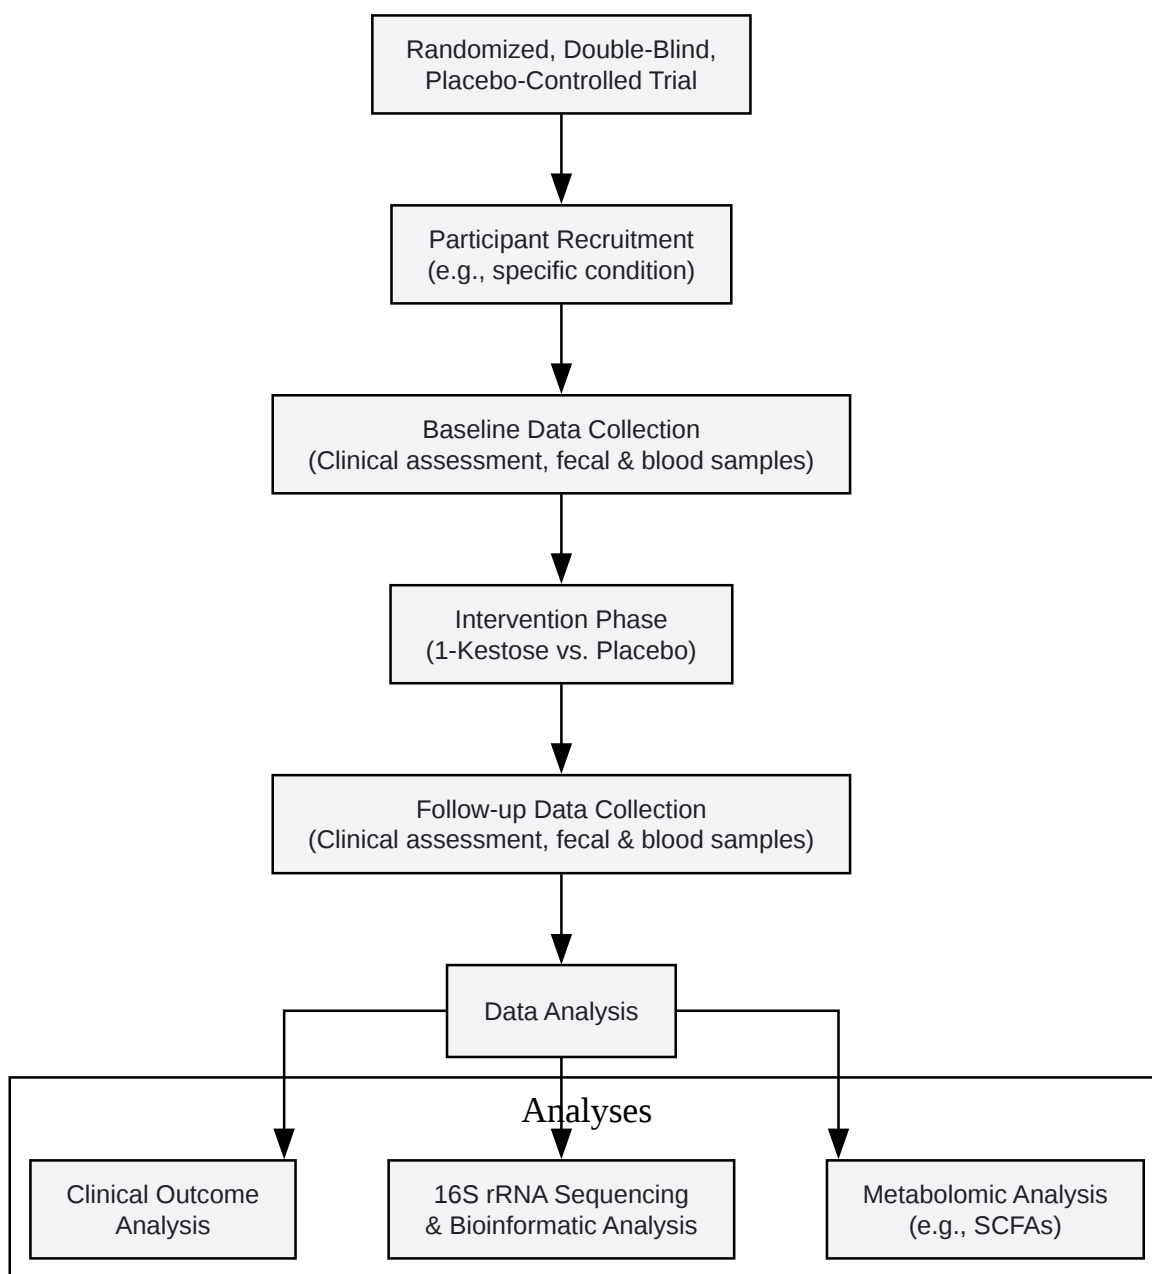 Randomized, Double-Blind,
Placebo-Controlled Trial
Participant Recruitment
(e.g., specific condition)
Baseline Data Collection
(Clinical assessment, fecal & blood samples)
Intervention Phase
(1-Kestose vs. Placebo)
Follow-up Data Collection
(Clinical assessment, fecal & blood samples)
Data Analysis
Analyses
Clinical Outcome
Analysis
16S rRNA Sequencing
& Bioinformatic Analysis
Metabolomic Analysis
(e.g., SCFAs)